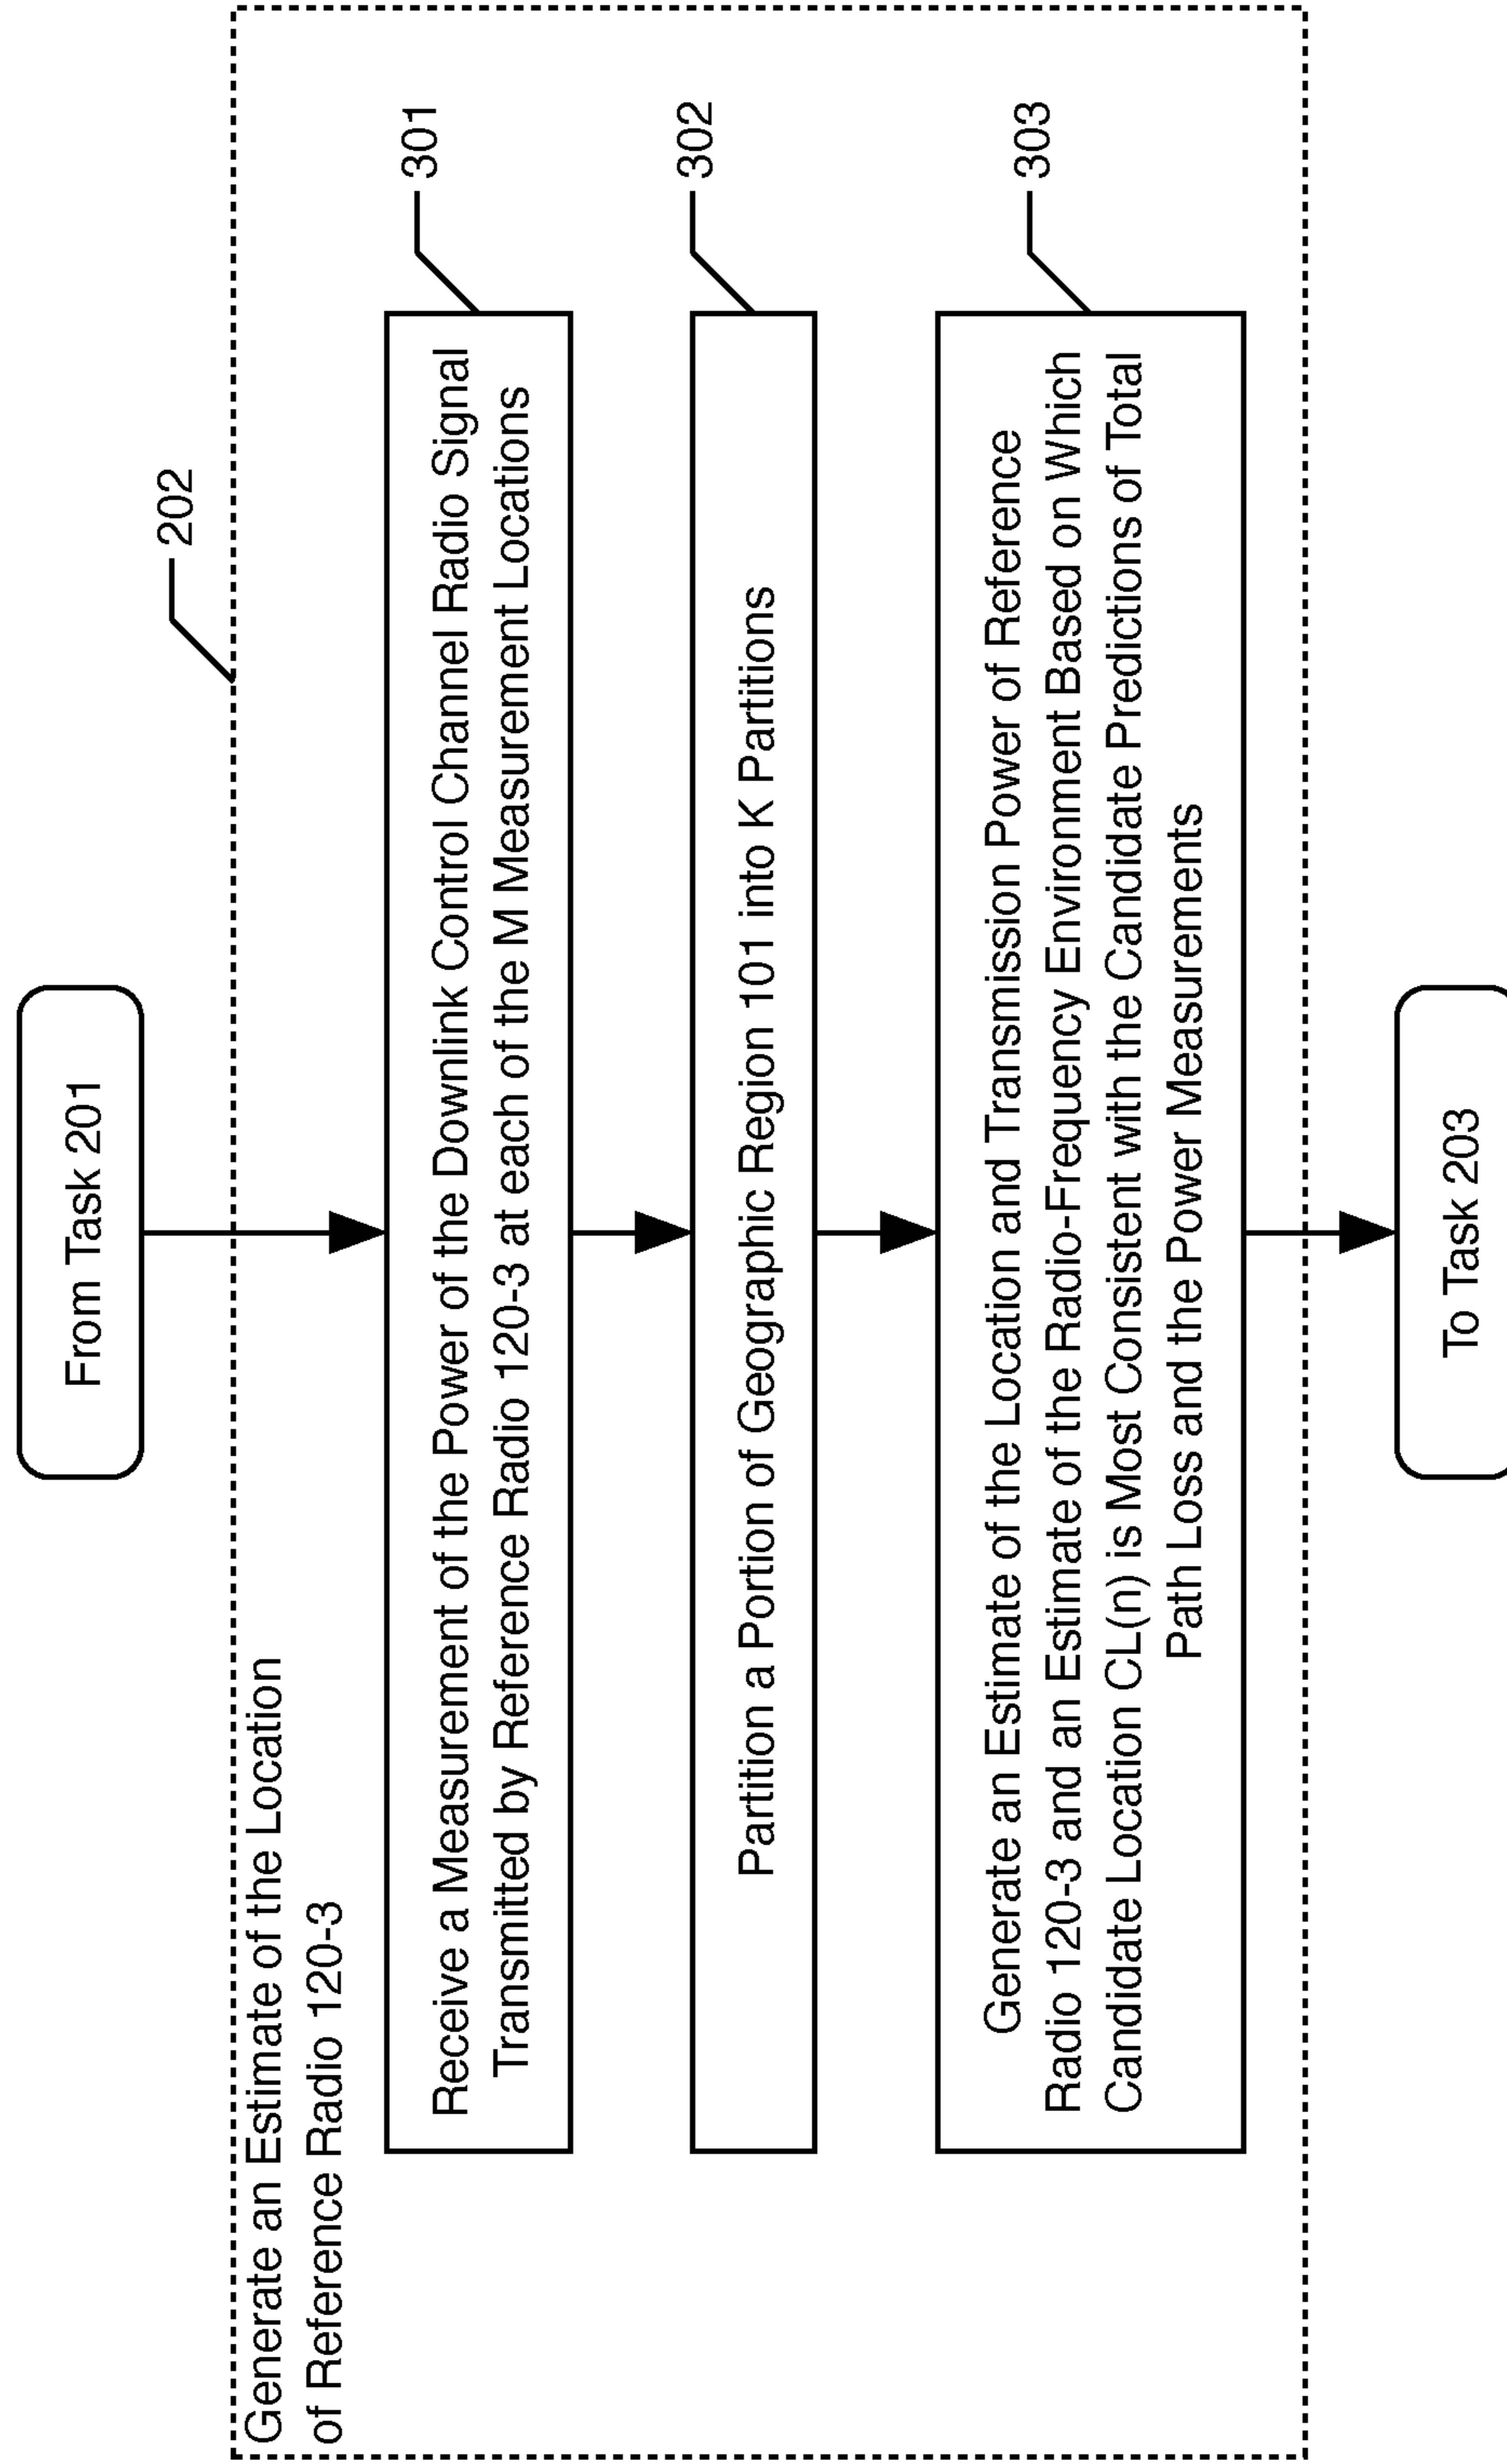 From Task 201
202
Generate an Estimate of the Location
of Reference Radio 120-3
301
Receive a Measurement of the Power of the Downlink Control Channel Radio Signal
Transmitted by Reference Radio 120-3 at each of the M Measurement Locations
302
Partition a Portion of Geographic Region 101 into K Partitions
303
Generate an Estimate of the Location and Transmission Power of Reference
Radio 120-3 and an Estimate of the Radio-Frequency Environment Based on Which
Candidate Location CL(n) is Most Consistent with the Candidate Predictions of Total
Path Loss and the Power Measurements
To Task 203